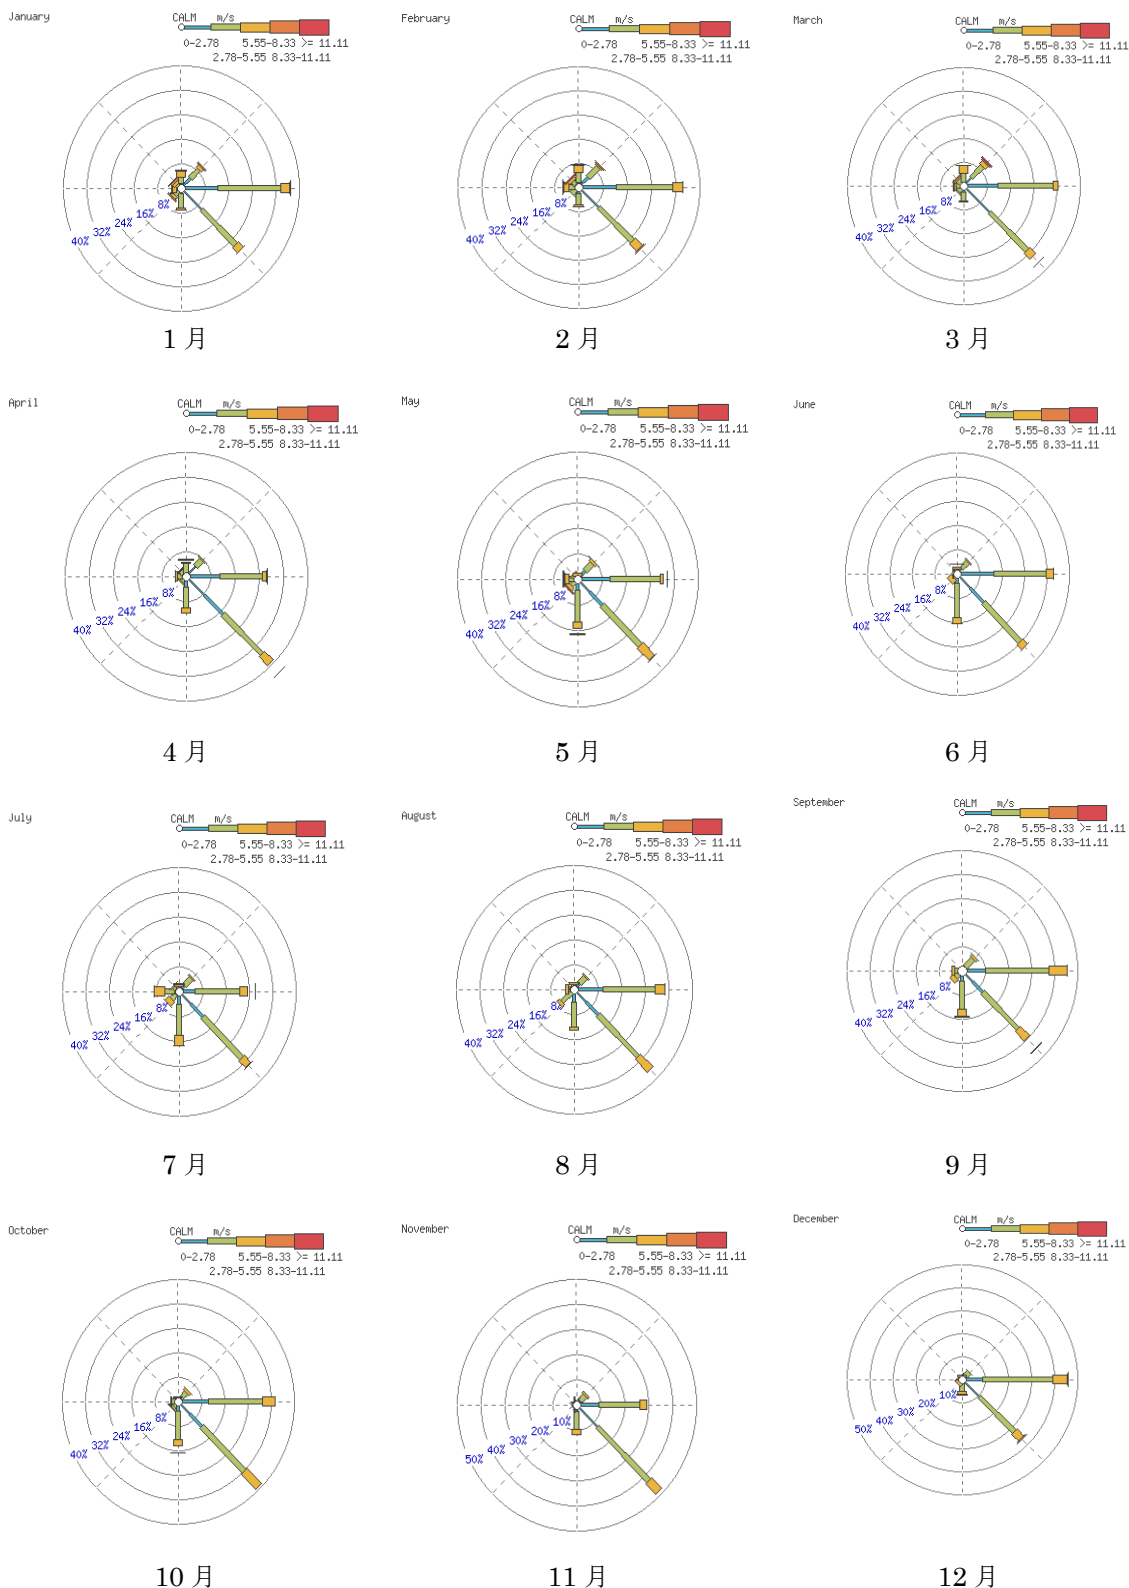 January
CALM m/s
0-2.78 5.55-8.33 >= 11.11
2.78-5.55 8.33-11.11
8%
16%
24%
32%
40%
1 月
February
CALM m/s
0-2.78 5.55-8.33 >= 11.11
2.78-5.55 8.33-11.11
8%
16%
24%
32%
40%
2 月
March
CALM m/s
0-2.78 5.55-8.33 >= 11.11
2.78-5.55 8.33-11.11
8%
16%
24%
32%
40%
3 月
April
CALM m/s
0-2.78 5.55-8.33 >= 11.11
2.78-5.55 8.33-11.11
8%
16%
24%
32%
40%
4 月
May
CALM m/s
0-2.78 5.55-8.33 >= 11.11
2.78-5.55 8.33-11.11
8%
16%
24%
32%
40%
5 月
June
CALM m/s
0-2.78 5.55-8.33 >= 11.11
2.78-5.55 8.33-11.11
8%
16%
24%
32%
40%
6 月
July
CALM m/s
0-2.78 5.55-8.33 >= 11.11
2.78-5.55 8.33-11.11
8%
16%
24%
32%
40%
7 月
August
CALM m/s
0-2.78 5.55-8.33 >= 11.11
2.78-5.55 8.33-11.11
8%
16%
24%
32%
40%
8 月
September
CALM m/s
0-2.78 5.55-8.33 >= 11.11
2.78-5.55 8.33-11.11
8%
16%
24%
32%
40%
9 月
October
CALM m/s
0-2.78 5.55-8.33 >= 11.11
2.78-5.55 8.33-11.11
8%
16%
24%
32%
40%
10 月
November
CALM m/s
0-2.78 5.55-8.33 >= 11.11
2.78-5.55 8.33-11.11
10%
20%
30%
40%
50%
11 月
December
CALM m/s
0-2.78 5.55-8.33 >= 11.11
2.78-5.55 8.33-11.11
10%
20%
30%
40%
50%
12 月